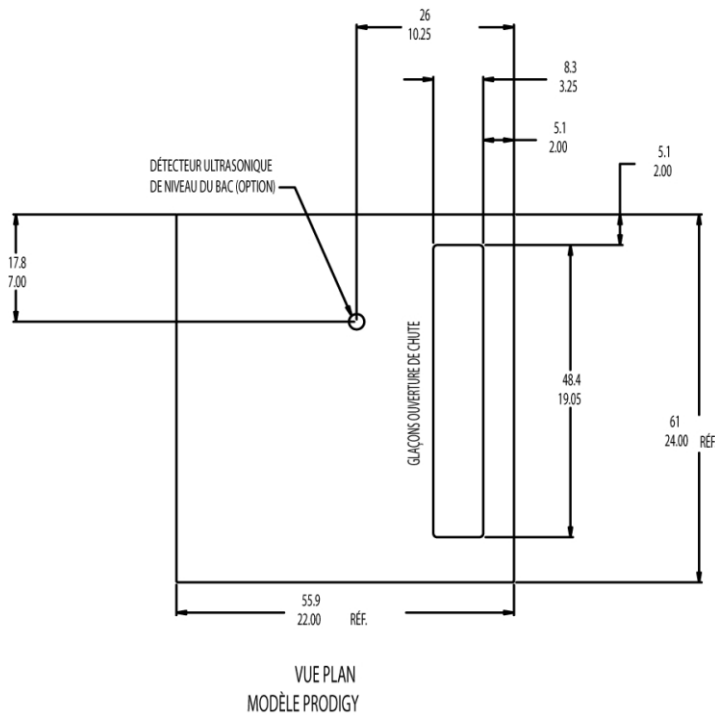 26
10.25
8.3
3.25
5.1
2.00
5.1
2.00
DÉTECTEUR ULTRASONIQUE
DE NIVEAU DU BAC (OPTION)
17.8
7.00
GLAÇONS OUVERTURE DE CHUTE
48.4
19.05
61
24.00 RÉF
55.9
22.00 RÉF.
VUE PLAN
MODÈLE PRODIGY